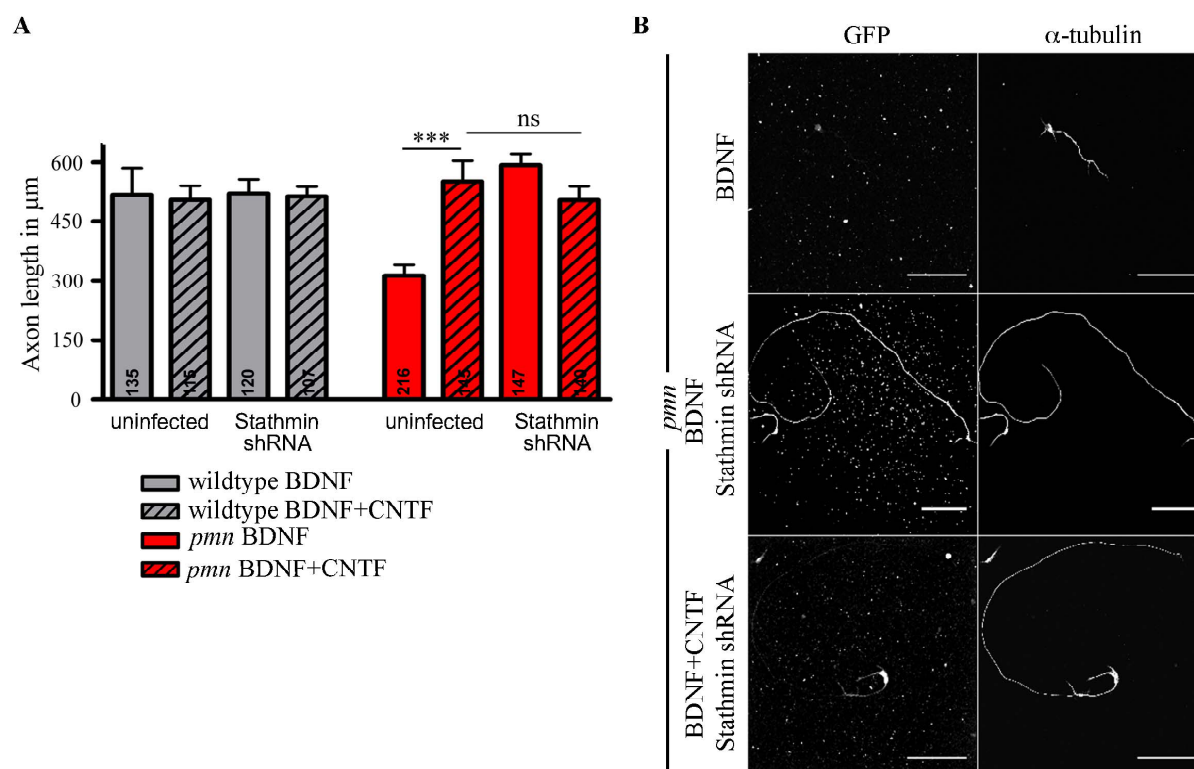 A
B
GFP
α-tubulin
ns
***
Axon length in µm
600
450
300
150
0
135
115
120
107
216
145
147
140
uninfected
Stathmin
shRNA
uninfected
Stathmin
shRNA
wildtype BDNF
wildtype BDNF+CNTF
pmn BDNF
pmn BDNF+CNTF
pmn
BDNF
BDNF
Stathmin shRNA
BDNF+CNTF
Stathmin shRNA